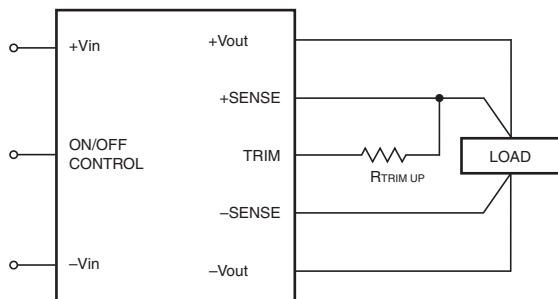 +Vin
+Vout
+SENSE
ON/OFF
CONTROL
TRIM
LOAD
RTRIM UP
−SENSE
−Vin
−Vout